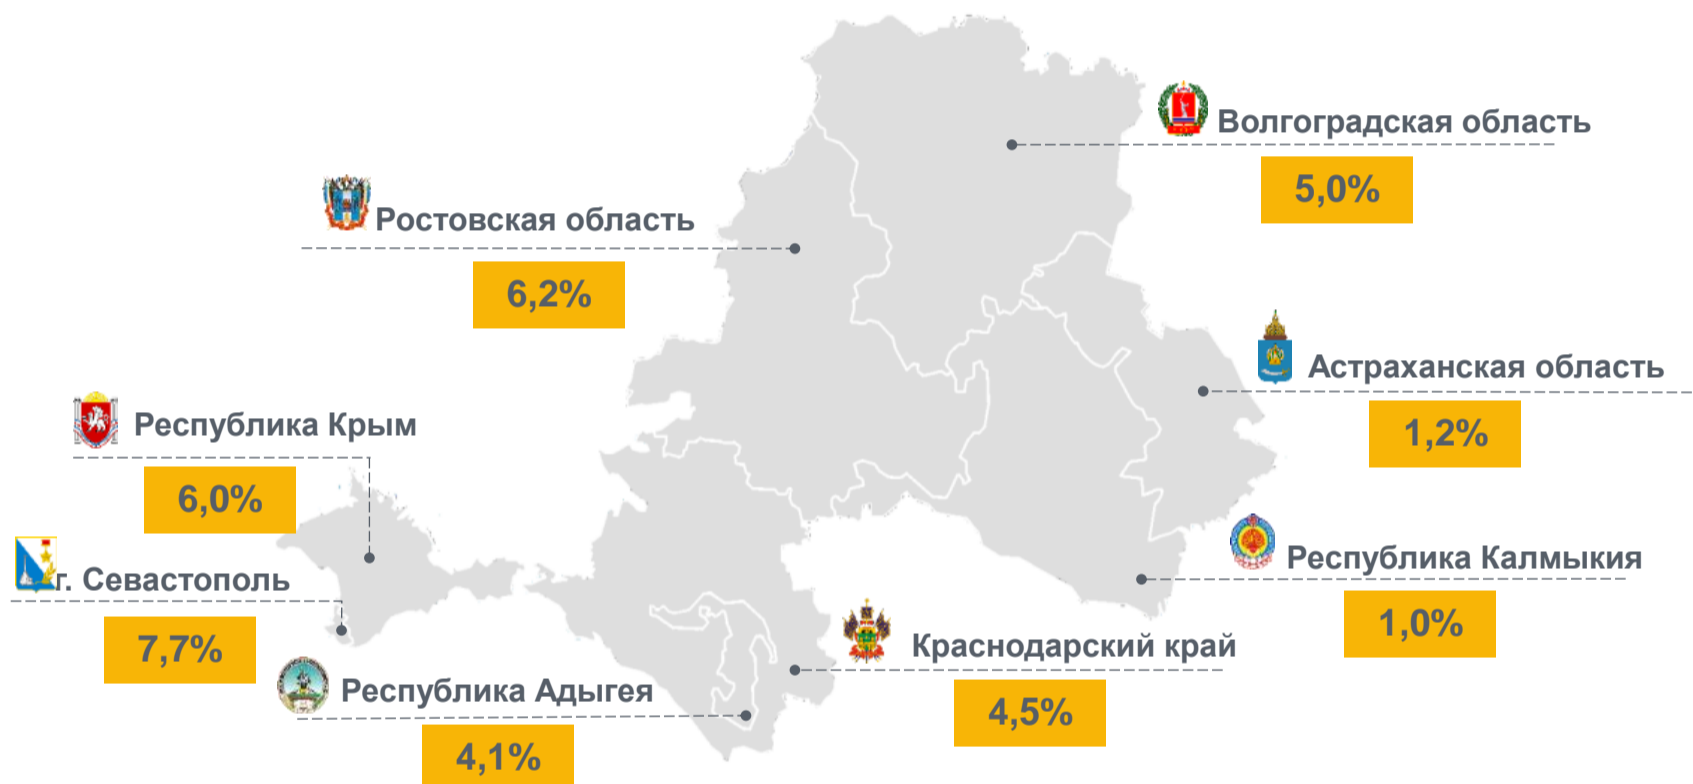 Волгоградская область
5,0%
Ростовская область
6,2%
Астраханская область
1,2%
Республика Крым
6,0%
Республика Калмыкия
1,0%
г. Севастополь
7,7%
Краснодарский край
4,5%
Республика Адыгея
4,1%